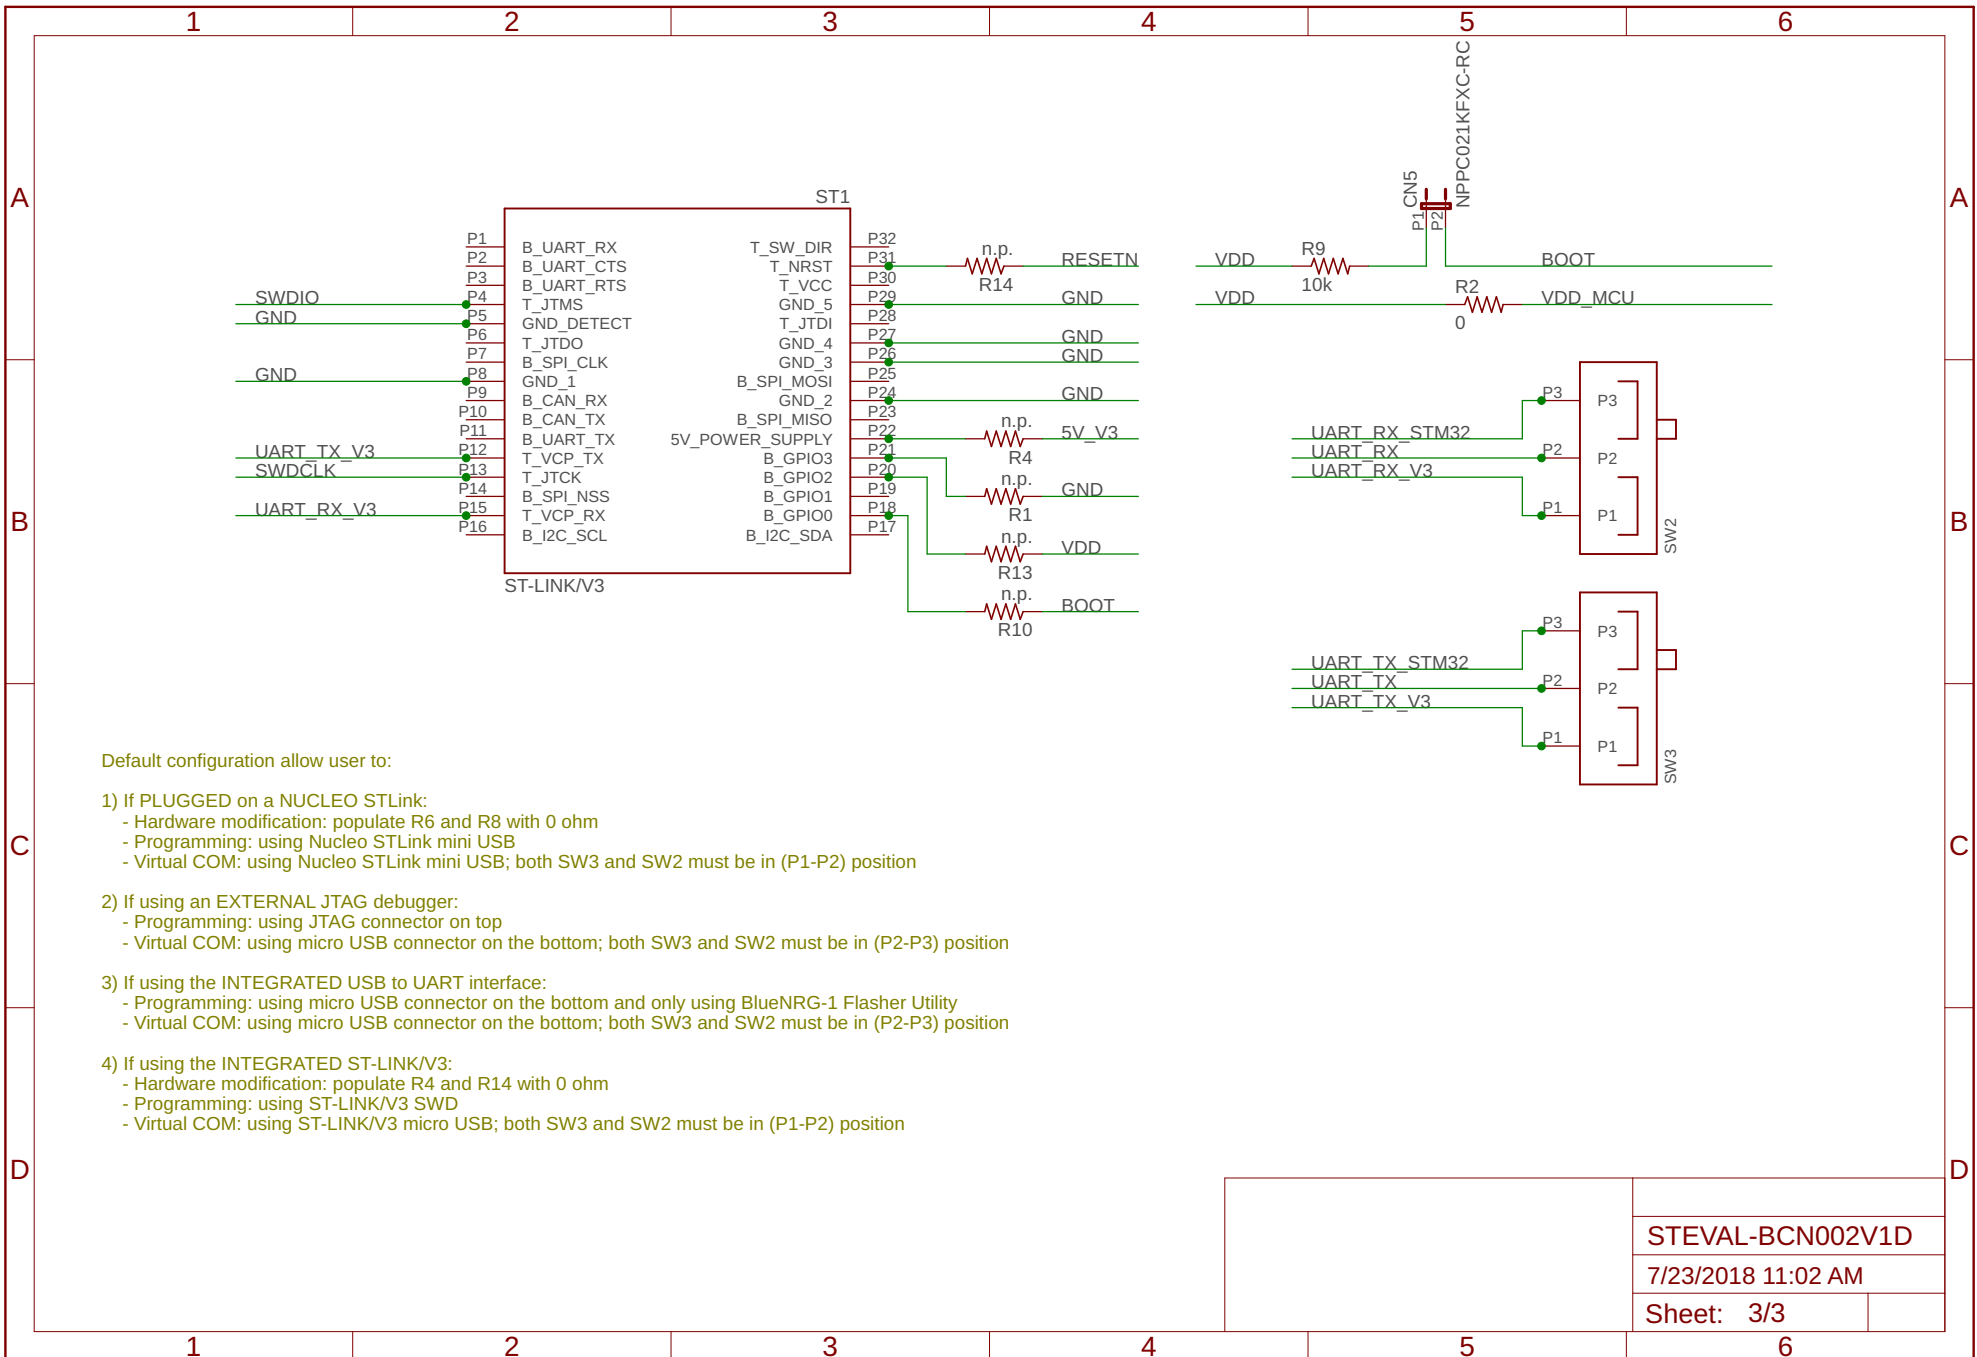 1 2 3 4 5 6
A A
B B
C C
D D
ST1
P1 B_UART_RX
P2 B_UART_CTS
P3 B_UART_RTS
SWDIO P4 T_JTMS
GND P5 GND_DETECT
P6 T_JTDO
P7 B_SPI_CLK
GND P8 GND_1
P9 B_CAN_RX
P10 B_CAN_TX
P11 B_UART_TX
UART_TX_V3 P12 T_VCP_TX
SWDCLK P13 T_JTCK
P14 B_SPI_NSS
UART_RX_V3 P15 T_VCP_RX
P16 B_I2C_SCL
T_SW_DIR P32
T_NRST P31 n.p. R14 RESETN
T_VCC P30
GND_5 P29 GND
T_JTDI P28
GND_4 P27 GND
GND_3 P26 GND
B_SPI_MOSI P25
GND_2 P24 GND
B_SPI_MISO P23
5V_POWER_SUPPLY P22 n.p. R4 5V_V3
B_GPIO3 P21 n.p. R1 GND
B_GPIO2 P20 n.p. R13 VDD
B_GPIO1 P19
B_GPIO0 P18 n.p. R10 BOOT
B_I2C_SDA P17
ST-LINK/V3
CN5 NPPC021KFXC-RC
P1 P2
VDD R9 10k BOOT
VDD R2 0 VDD_MCU
UART_RX_STM32 P3 P3
UART_RX P2 P2
UART_RX_V3 P1 P1
SW2
UART_TX_STM32 P3 P3
UART_TX P2 P2
UART_TX_V3 P1 P1
SW3
Default configuration allow user to:
1) If PLUGGED on a NUCLEO STLink:
- Hardware modification: populate R6 and R8 with 0 ohm
- Programming: using Nucleo STLink mini USB
- Virtual COM: using Nucleo STLink mini USB; both SW3 and SW2 must be in (P1-P2) position
2) If using an EXTERNAL JTAG debugger:
- Programming: using JTAG connector on top
- Virtual COM: using micro USB connector on the bottom; both SW3 and SW2 must be in (P2-P3) position
3) If using the INTEGRATED USB to UART interface:
- Programming: using micro USB connector on the bottom and only using BlueNRG-1 Flasher Utility
- Virtual COM: using micro USB connector on the bottom; both SW3 and SW2 must be in (P2-P3) position
4) If using the INTEGRATED ST-LINK/V3:
- Hardware modification: populate R4 and R14 with 0 ohm
- Programming: using ST-LINK/V3 SWD
- Virtual COM: using ST-LINK/V3 micro USB; both SW3 and SW2 must be in (P1-P2) position
STEVAL-BCN002V1D
7/23/2018 11:02 AM
Sheet: 3/3
1 2 3 4 5 6